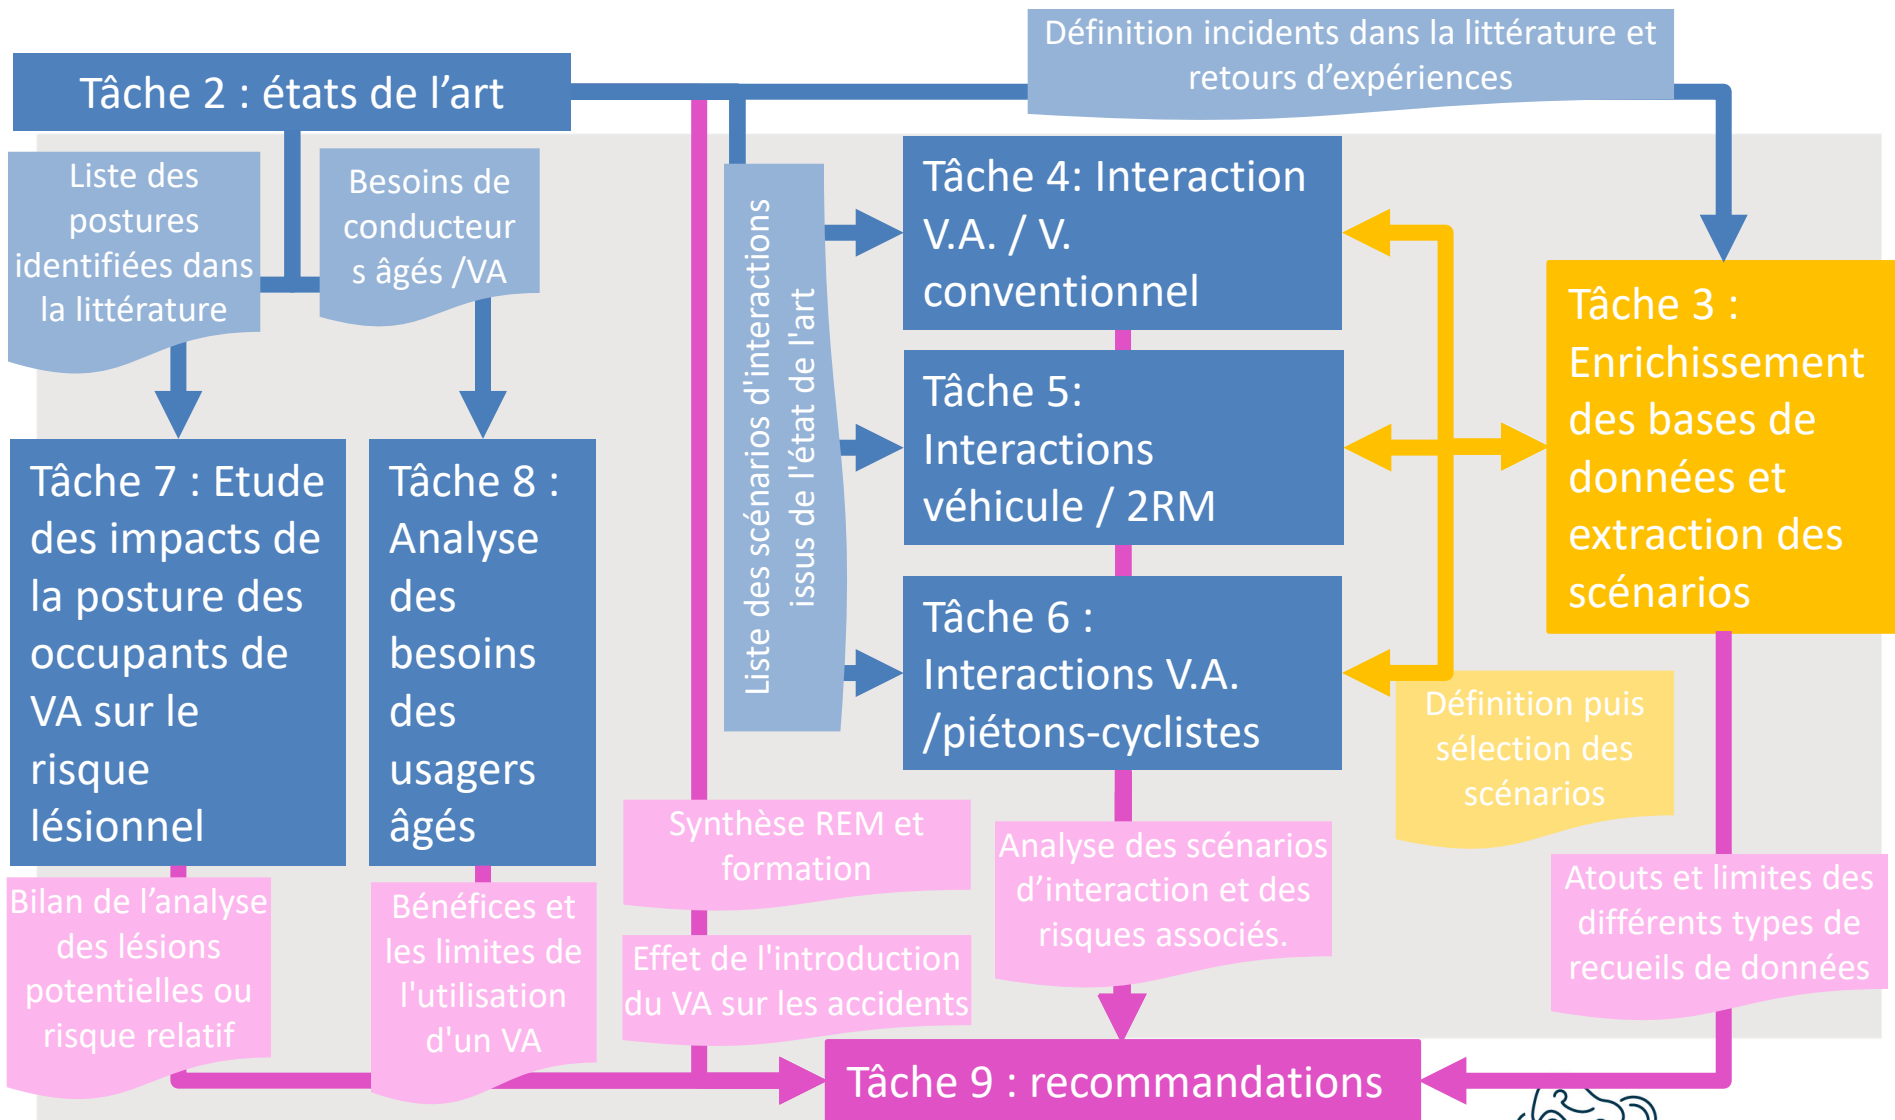 Définition incidents dans la littérature et
retours d’expériences
Tâche 2 : états de l’art
Liste des
postures
identifiées dans
la littérature
Besoins de
conducteur
s âgés /VA
Liste des scénarios d'interactions
issus de l'état de l'art
Tâche 4: Interaction
V.A. / V.
conventionnel
Tâche 5:
Interactions
véhicule / 2RM
Tâche 6 :
Interactions V.A.
/piétons-cyclistes
Tâche 3 :
Enrichissement
des bases de
données et
extraction des
scénarios
Définition puis
sélection des
scénarios
Tâche 7 : Etude
des impacts de
la posture des
occupants de
VA sur le
risque
lésionnel
Tâche 8 :
Analyse
des
besoins
des
usagers
âgés
Bilan de l’analyse
des lésions
potentielles ou
risque relatif
Bénéfices et
les limites de
l'utilisation
d'un VA
Synthèse REM et
formation
Effet de l'introduction
du VA sur les accidents
Analyse des scénarios
d’interaction et des
risques associés.
Atouts et limites des
différents types de
recueils de données
Tâche 9 : recommandations